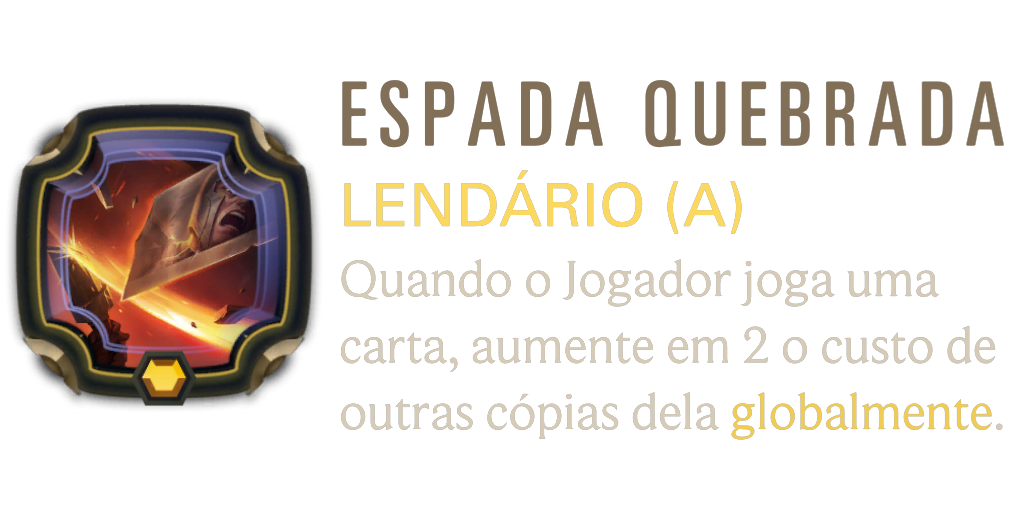 ESPADA QUEBRADA
LENDÁRIO (A)
Quando o Jogador joga uma
carta, aumente em 2 o custo de
outras cópias dela globalmente.